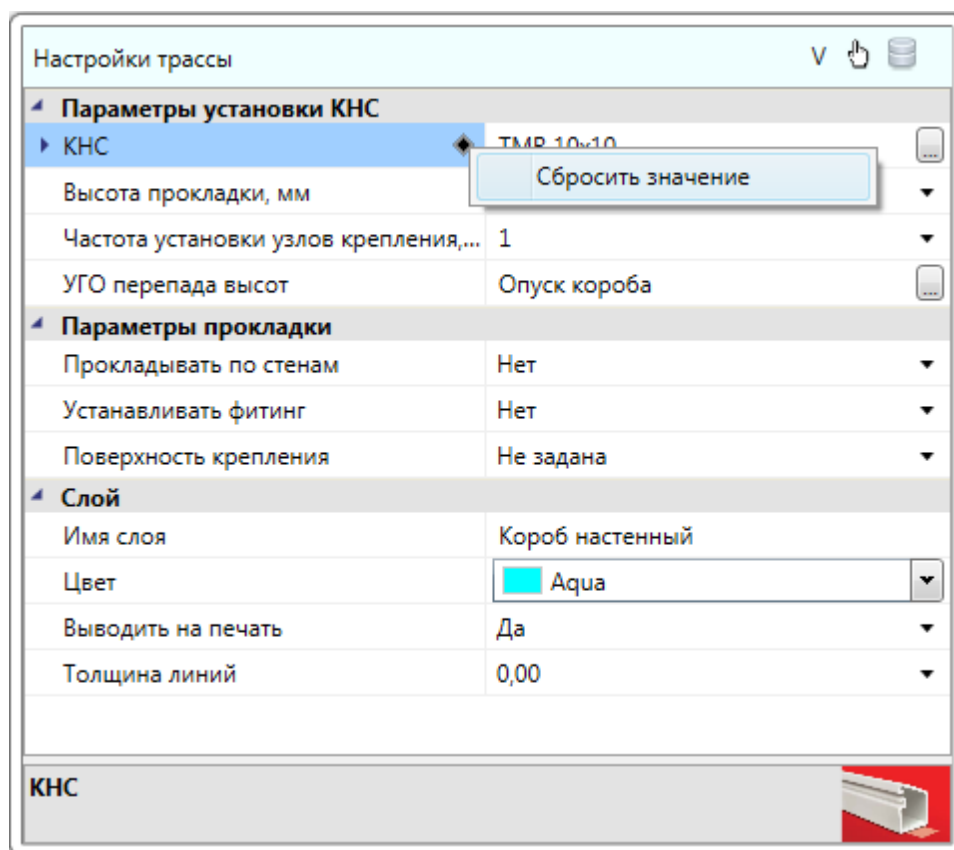 Настройки трассы V
Параметры установки КНС
КНС TMR 10x10 ...
Сбросить значение
Высота прокладки, мм
Частота установки узлов крепления,... 1
УГО перепада высот Опуск короба ...
Параметры прокладки
Прокладывать по стенам Нет
Устанавливать фитинг Нет
Поверхность крепления Не задана
Слой
Имя слоя Короб настенный
Цвет Aqua
Выводить на печать Да
Толщина линий 0,00
КНС